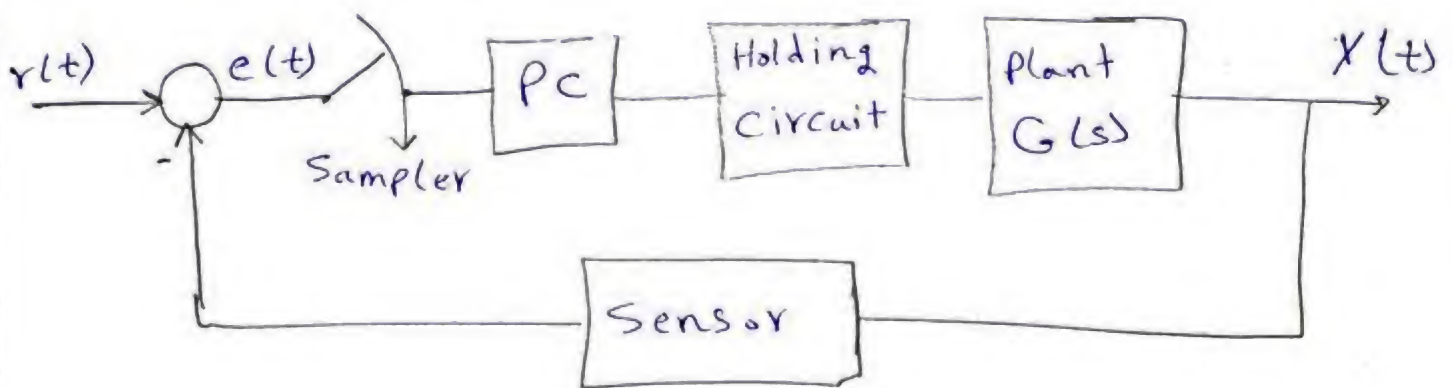 r(t)
e(t)
Sampler
PC
Holding
Circuit
Plant
G(s)
X(t)
-
Sensor